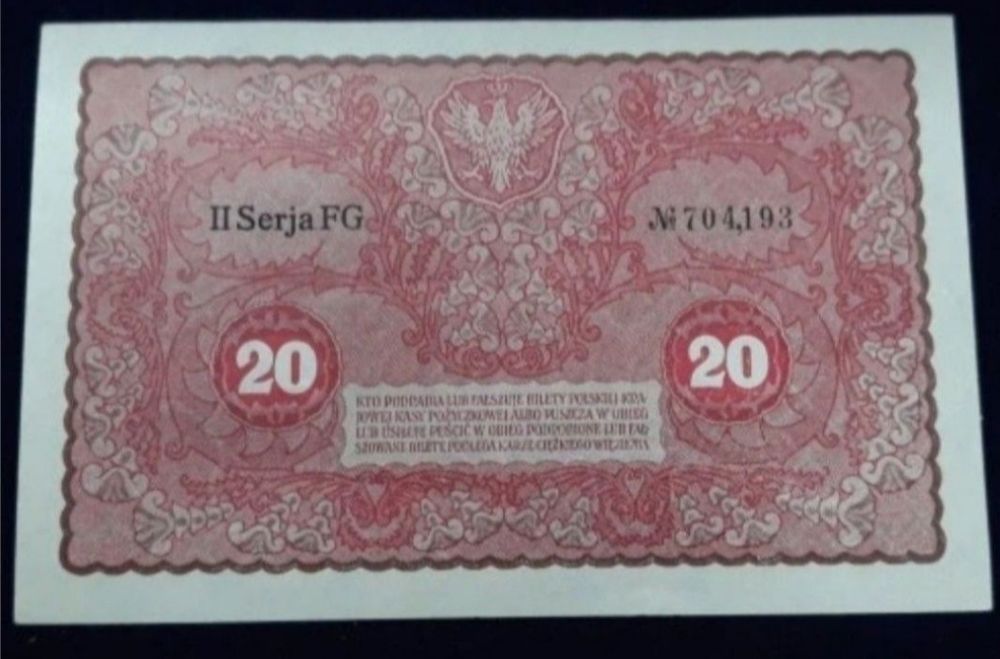 II Serja FG
№ 704,193
20
20
KTO PODRABIA LUB FAŁSZUJE BILETY POLSKIEJ KRA-
JOWEJ KASY POŻYCZKOWEJ ALBO PUSZCZA W OBIEG
LUB USIŁUJE PUŚCIĆ W OBIEG PODROBIONE LUB FAŁ-
SZOWANE BILETY, PODLEGA KARZE CIĘŻKIEGO WIĘZIENIA